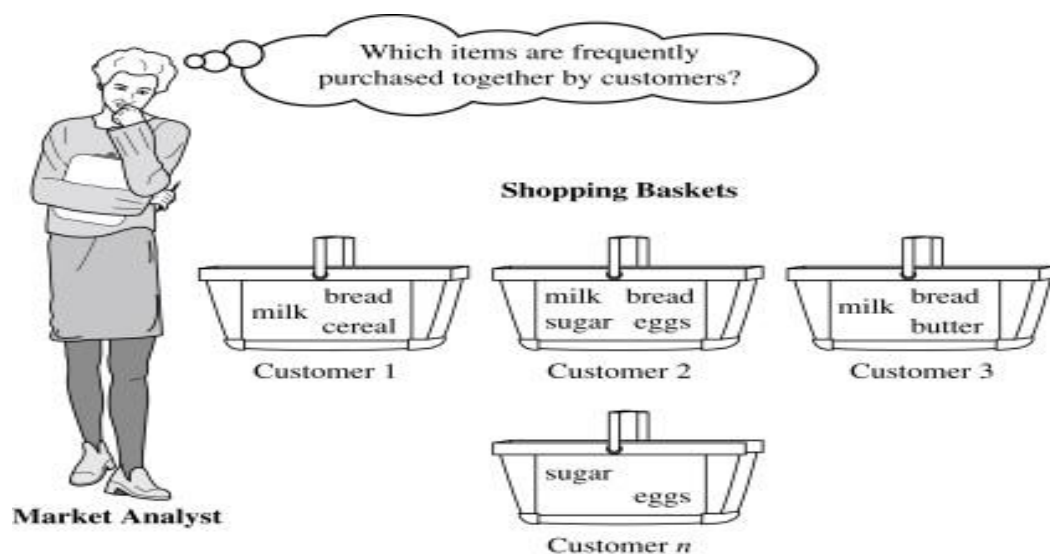 Which items are frequently
purchased together by customers?
Shopping Baskets
milk bread
cereal
Customer 1
milk bread
sugar eggs
Customer 2
milk bread
butter
Customer 3
sugar
eggs
Customer n
Market Analyst